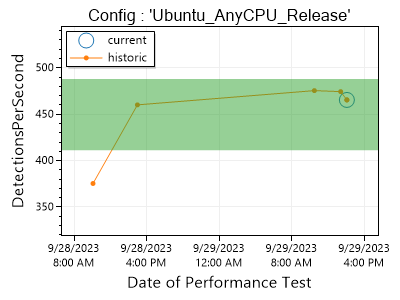 Config : 'Ubuntu_AnyCPU_Release'
current
historic
DetectionsPerSecond
500
450
400
350
9/28/2023 9/28/2023 9/29/2023 9/29/2023 9/29/2023
8:00 AM 4:00 PM 12:00 AM 8:00 AM 4:00 PM
Date of Performance Test